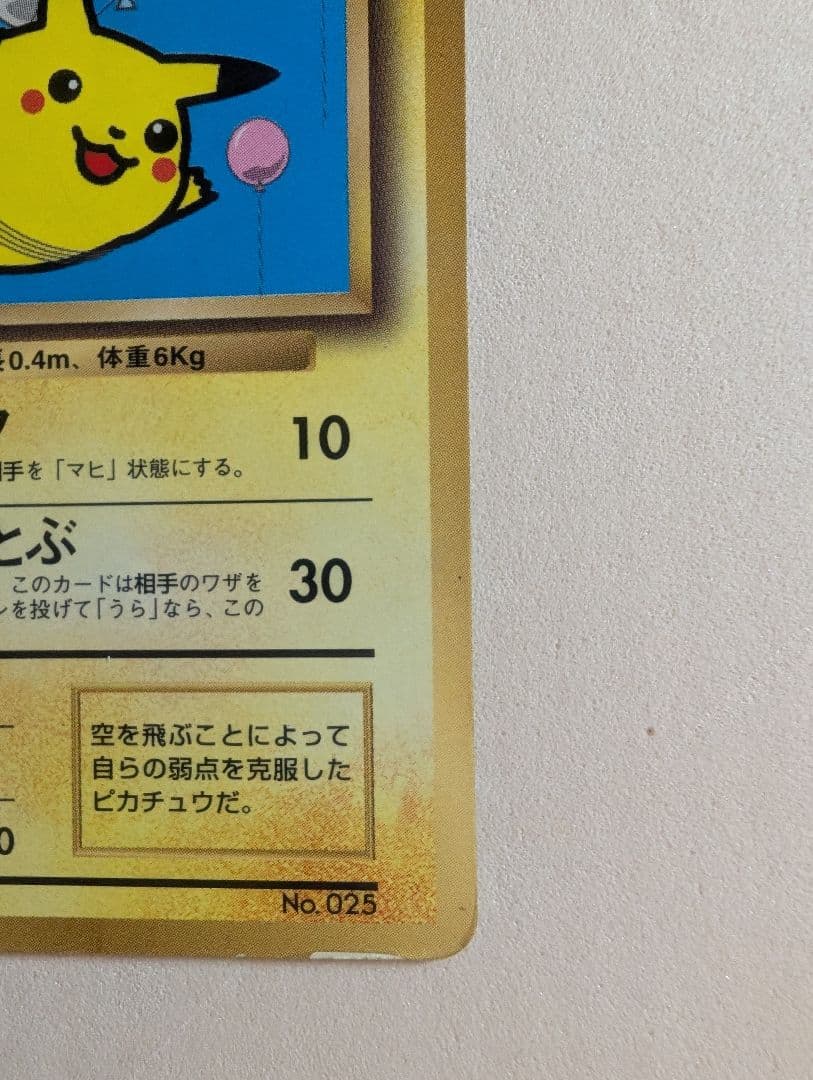 0.4m、体重6Kg
10
手を「マヒ」状態にする。
とぶ
30
このカードは相手のワザを
を投げて「うら」なら、この
空を飛ぶことによって
自らの弱点を克服した
ピカチュウだ。
0
No.025